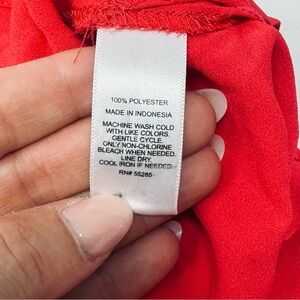 100% POLYESTER
MADE IN INDONESIA
MACHINE WASH COLD
WITH LIKE COLORS.
GENTLE CYCLE.
ONLY NON-CHLORINE
BLEACH WHEN NEEDED.
LINE DRY.
COOL IRON IF NEEDED.
RN# 55285